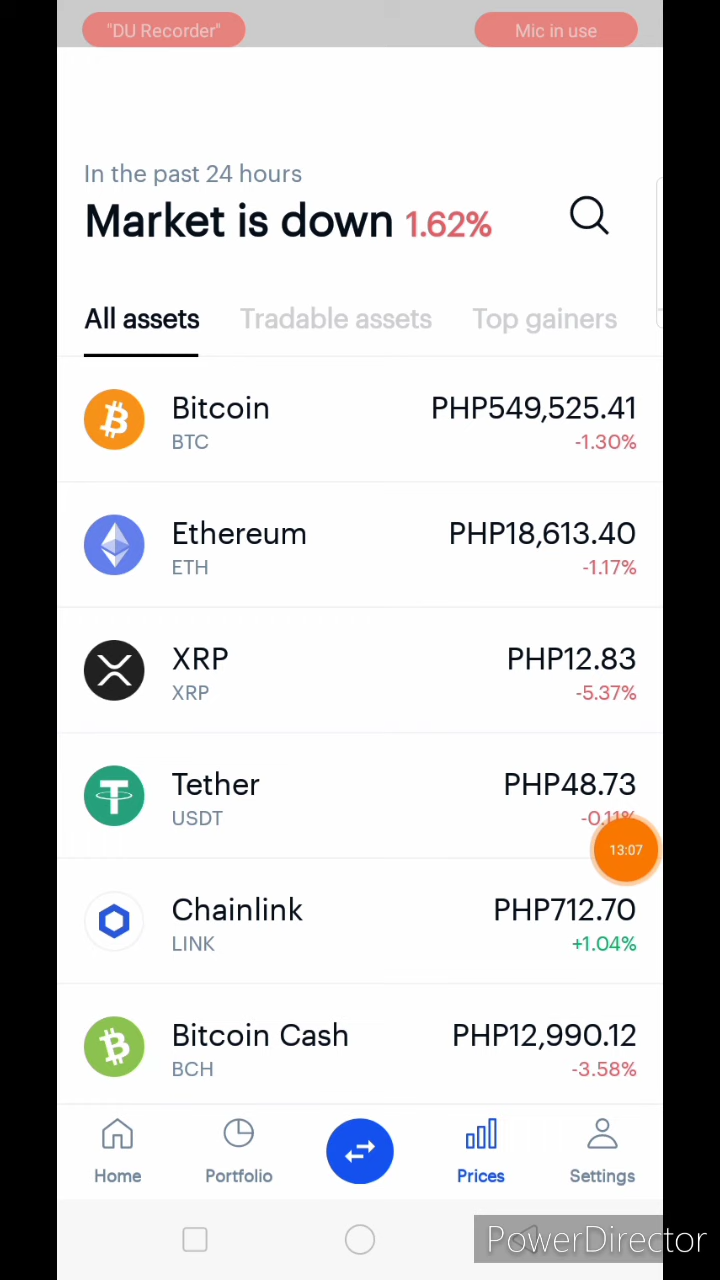 "DU Recorder"
Mic in use
In the past 24 hours
Market is down 1.62%
All assets
Tradable assets
Top gainers
Bitcoin
PHP549,525.41
BTC
-1.30%
Ethereum
PHP18,613.40
ETH
-1.17%
XRP
PHP12.83
XRP
-5.37%
Tether
PHP48.73
USDT
-0.11%
13:07
Chainlink
PHP712.70
LINK
+1.04%
Bitcoin Cash
PHP12,990.12
BCH
-3.58%
Home
Portfolio
Prices
Settings
PowerDirector